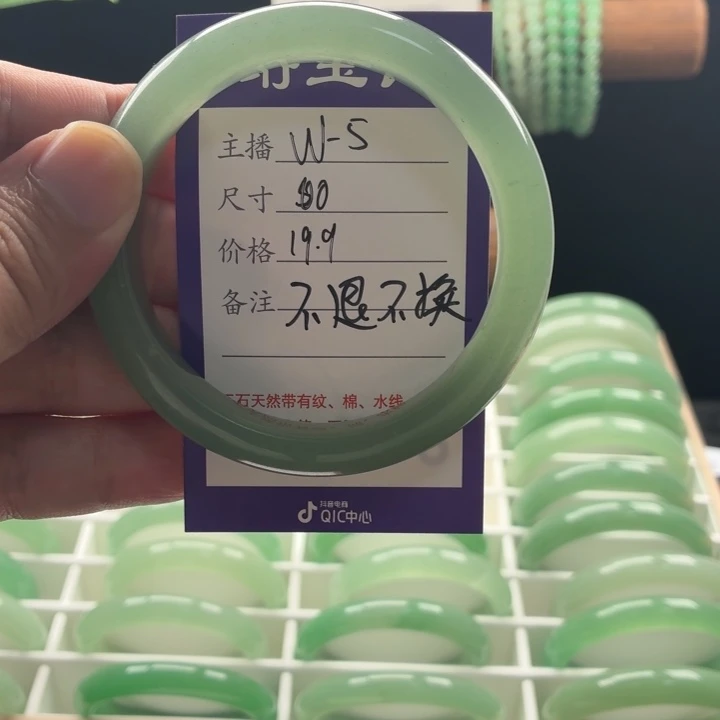 主播 W-5
尺寸
价格 19.9
备注 不退不换
玉石天然带有纹、棉、水线
抖音电商
QIC中心